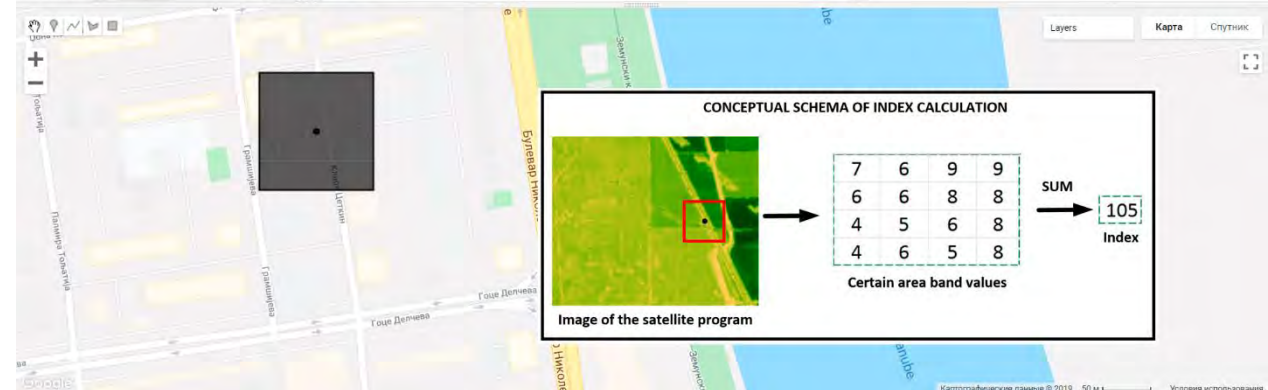 Layers
Карта
Спутник
Тољатија
Палмира Тољатија
Грамшијева
Грамшијева
Кларе Цеткин
Гоце Делчева
Гоце Делчева
Булевар Николе
Николе
Земунски к
Земунски
Danube
CONCEPTUAL SCHEMA OF INDEX CALCULATION
7 6 9 9
6 6 8 8
4 5 6 8
4 6 5 8
SUM
105
Index
Certain area band values
Image of the satellite program
Google
Картографические данные © 2019
50 м
Условия использования